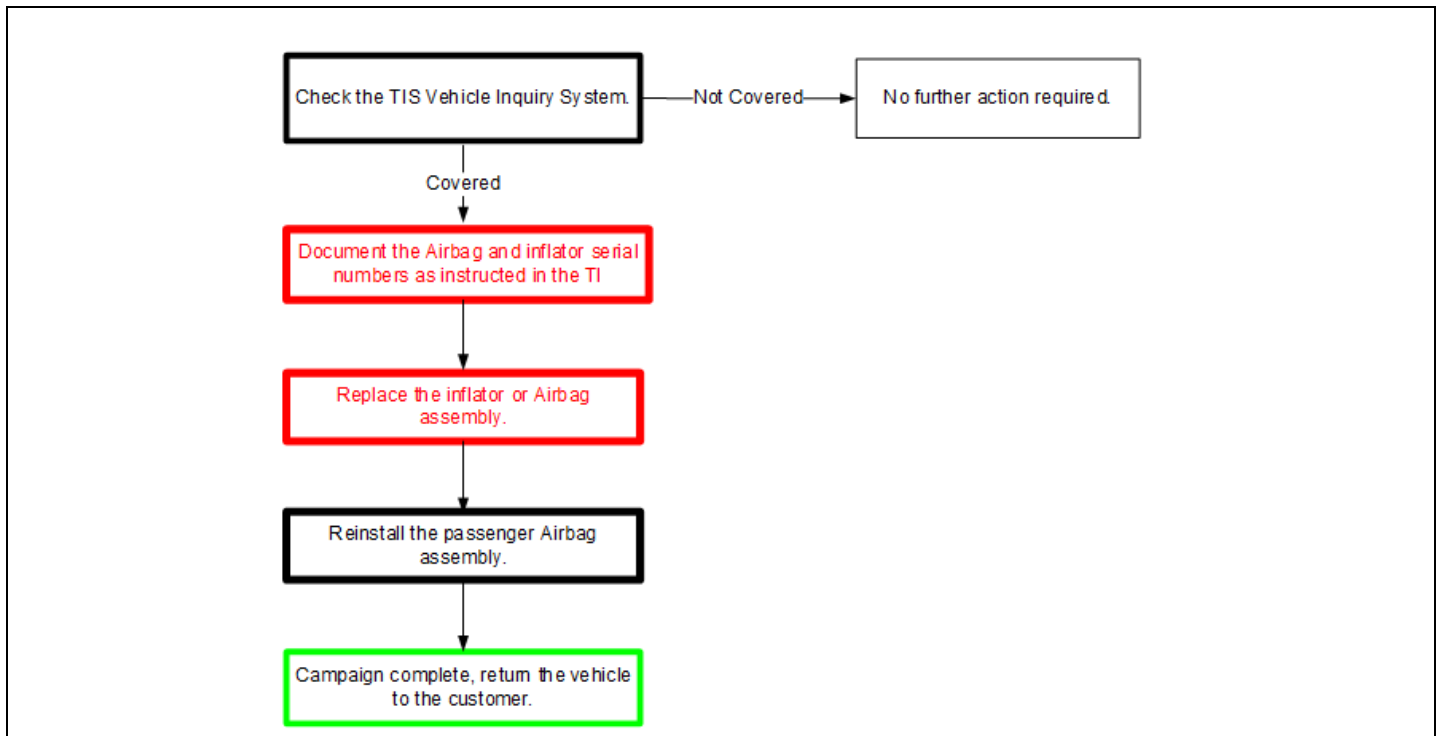 Check the TIS Vehicle Inquiry System.
Not Covered
No further action required.
Covered
Document the Airbag and inflator serial
numbers as instructed in the TI
Replace the inflator or Airbag
assembly.
Reinstall the passenger Airbag
assembly.
Campaign complete, return the vehicle
to the customer.